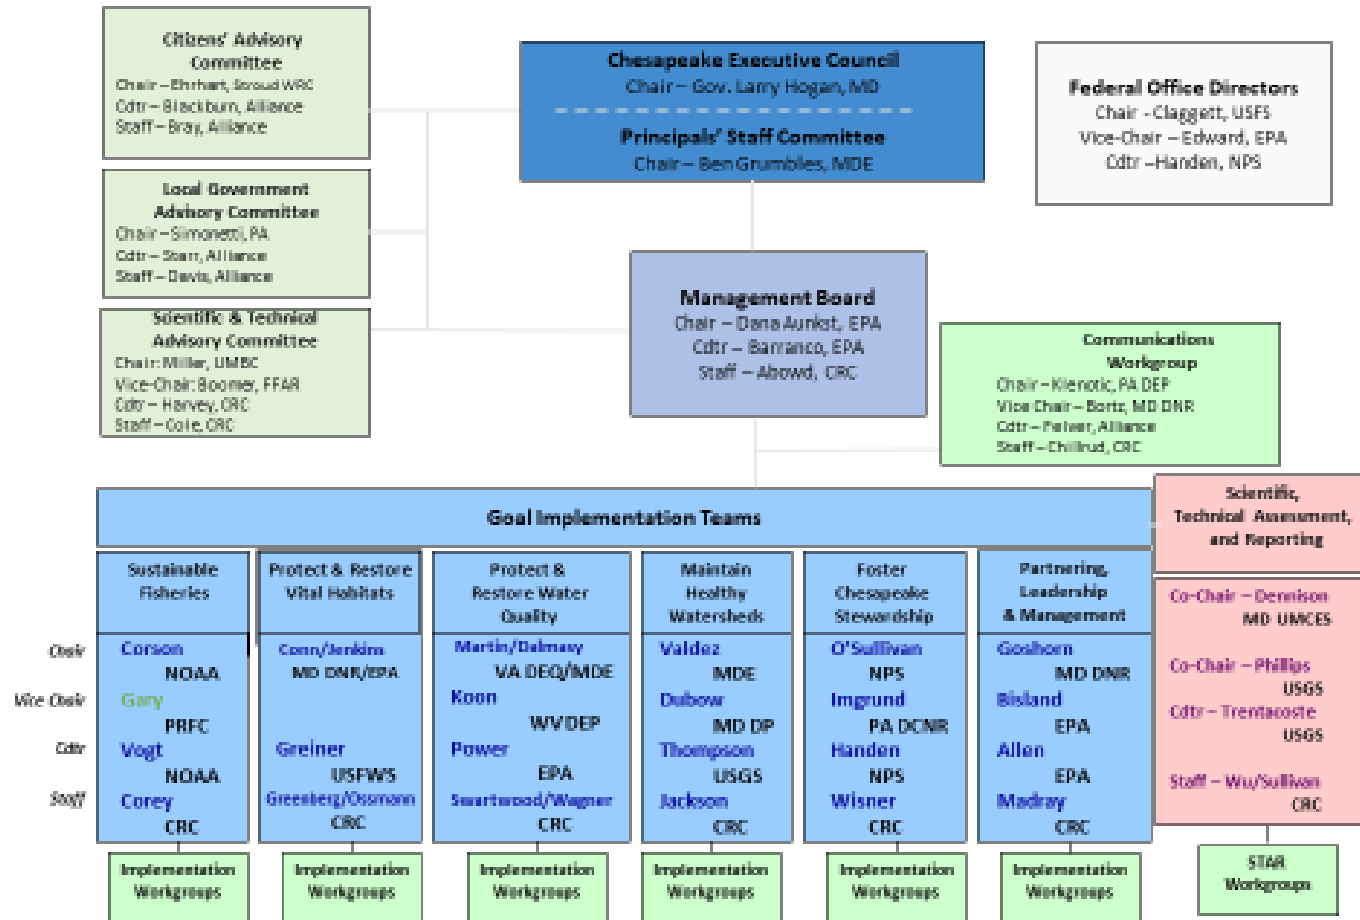 Citizens' Advisory
Committee
Chair – Ehrhart, Stroud WRC
Cdtr – Blackburn, Alliance
Staff – Bray, Alliance
Local Government
Advisory Committee
Chair – Simonetti, PA
Cdtr – Starr, Alliance
Staff – Davis, Alliance
Scientific & Technical
Advisory Committee
Chair: Miller, UMBC
Vice-Chair: Boomer, FFAR
Cdtr – Harvey, CRC
Staff – Cole, CRC
Chesapeake Executive Council
Chair – Gov. Larry Hogan, MD
Principals' Staff Committee
Chair – Ben Grumbles, MDE
Federal Office Directors
Chair - Claggett, USFS
Vice-Chair – Edward, EPA
Cdtr –Handen, NPS
Management Board
Chair – Dana Aunkst, EPA
Cdtr – Barranco, EPA
Staff – Abowd, CRC
Communications
Workgroup
Chair – Klenotic, PA DEP
Vice Chair – Bortz, MD DNR
Cdtr – Felver, Alliance
Staff – Chillrud, CRC
Goal Implementation Teams
Scientific,
Technical Assessment,
and Reporting
Sustainable
Fisheries
Protect & Restore
Vital Habitats
Protect &
Restore Water
Quality
Maintain
Healthy
Watersheds
Foster
Chesapeake
Stewardship
Partnering,
Leadership
& Management
Chair
Vice Chair
Cdtr
Staff
Corson
NOAA
Gary
PRFC
Vogt
NOAA
Corey
CRC
Conn/Jenkins
MD DNR/EPA
Greiner
USFWS
Greenberg/Ossmann
CRC
Martin/Dalmasy
VA DEQ/MDE
Koon
WV DEP
Power
EPA
Swartwood/Wagner
CRC
Valdez
MDE
Dubow
MD DP
Thompson
USGS
Jackson
CRC
O'Sullivan
NPS
Imgrund
PA DCNR
Handen
NPS
Wisner
CRC
Goshorn
MD DNR
Bisland
EPA
Allen
EPA
Madray
CRC
Co-Chair – Dennison
MD UMCES
Co-Chair – Phillips
USGS
Cdtr – Trentacoste
USGS
Staff – Wu/Sullivan
CRC
Implementation
Workgroups
Implementation
Workgroups
Implementation
Workgroups
Implementation
Workgroups
Implementation
Workgroups
Implementation
Workgroups
STAR
Workgroups